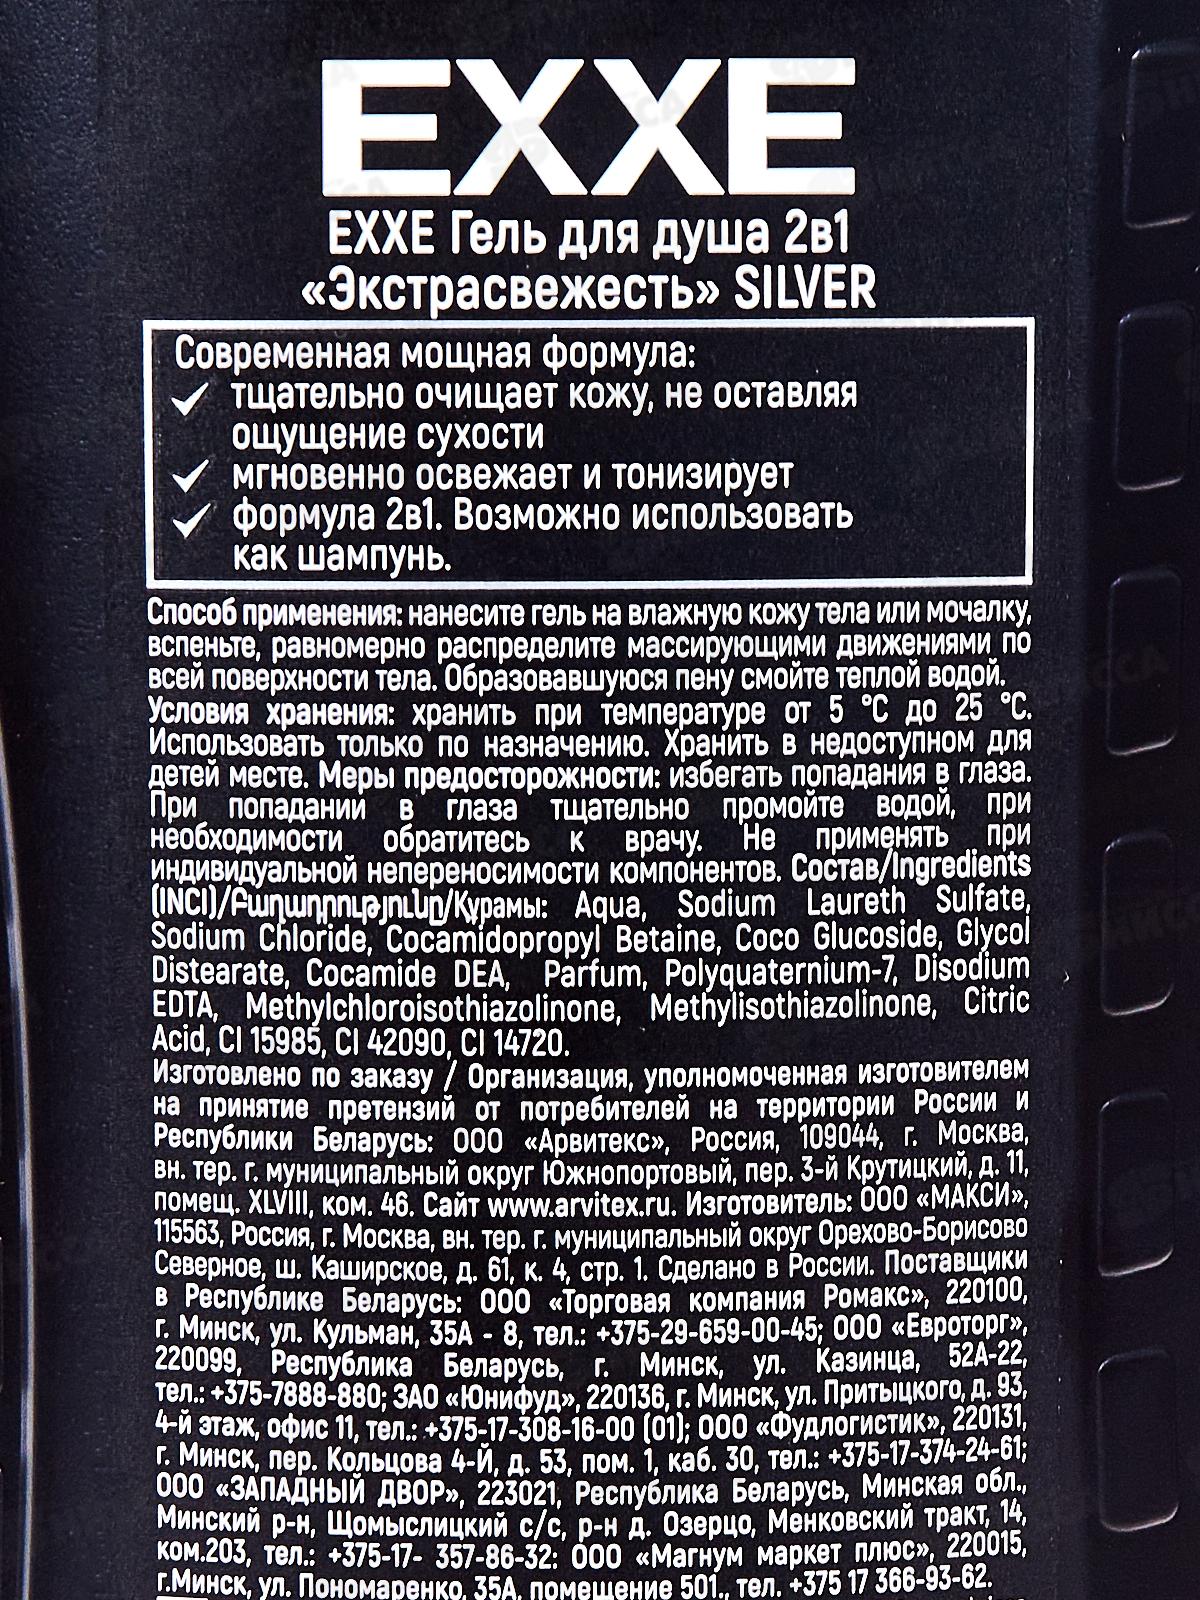 EXXE
EXXE Гель для душа 2в1
«Экстрасвежесть» SILVER
Современная мощная формула:
✓ тщательно очищает кожу, не оставляя
ощущение сухости
✓ мгновенно освежает и тонизирует
✓ формула 2в1. Возможно использовать
как шампунь.
Способ применения: нанесите гель на влажную кожу тела или мочалку,
вспеньте, равномерно распределите массирующими движениями по
всей поверхности тела. Образовавшуюся пену смойте теплой водой.
Условия хранения: хранить при температуре от 5 °C до 25 °C.
Использовать только по назначению. Хранить в недоступном для
детей месте. Меры предосторожности: избегать попадания в глаза.
При попадании в глаза тщательно промойте водой, при
необходимости обратитесь к врачу. Не применять при
индивидуальной непереносимости компонентов. Состав/Ingredients
(INCI)/Բաղադրությունը/Құрамы: Aqua, Sodium Laureth Sulfate,
Sodium Chloride, Cocamidopropyl Betaine, Coco Glucoside, Glycol
Distearate, Cocamide DEA, Parfum, Polyquaternium-7, Disodium
EDTA, Methylchloroisothiazolinone, Methylisothiazolinone, Citric
Acid, CI 15985, CI 42090, CI 14720.
Изготовлено по заказу / Организация, уполномоченная изготовителем
на принятие претензий от потребителей на территории России и
Республики Беларусь: ООО «Арвитекс», Россия, 109044, г. Москва,
вн. тер. г. муниципальный округ Южнопортовый, пер. 3-й Крутицкий, д. 11,
помещ. XLVIII, ком. 46. Сайт www.arvitex.ru. Изготовитель: ООО «МАКСИ»,
115563, Россия, г. Москва, вн. тер. г. муниципальный округ Орехово-Борисово
Северное, ш. Каширское, д. 61, к. 4, стр. 1. Сделано в России. Поставщики
в Республике Беларусь: ООО «Торговая компания Ромакс», 220100,
г. Минск, ул. Кульман, 35А - 8, тел.: +375-29-659-00-45; ООО «Евроторг»,
220099, Республика Беларусь, г. Минск, ул. Казинца, 52А-22,
тел.: +375-7888-880; ЗАО «Юнифуд», 220136, г. Минск, ул. Притыцкого, д. 93,
4-й этаж, офис 11, тел.: +375-17-308-16-00 (01); ООО «Фудлогистик», 220131,
г. Минск, пер. Кольцова 4-Й, д. 53, пом. 1, каб. 30, тел.: +375-17-374-24-61;
ООО «ЗАПАДНЫЙ ДВОР», 223021, Республика Беларусь, Минская обл.,
Минский р-н, Щомыслицкий с/с, р-н д. Озерцо, Менковский тракт, 14,
ком.203, тел.: +375-17- 357-86-32: ООО «Магнум маркет плюс», 220015,
г.Минск, ул. Пономаренко, 35А, помещение 501., тел. +375 17 366-93-62.